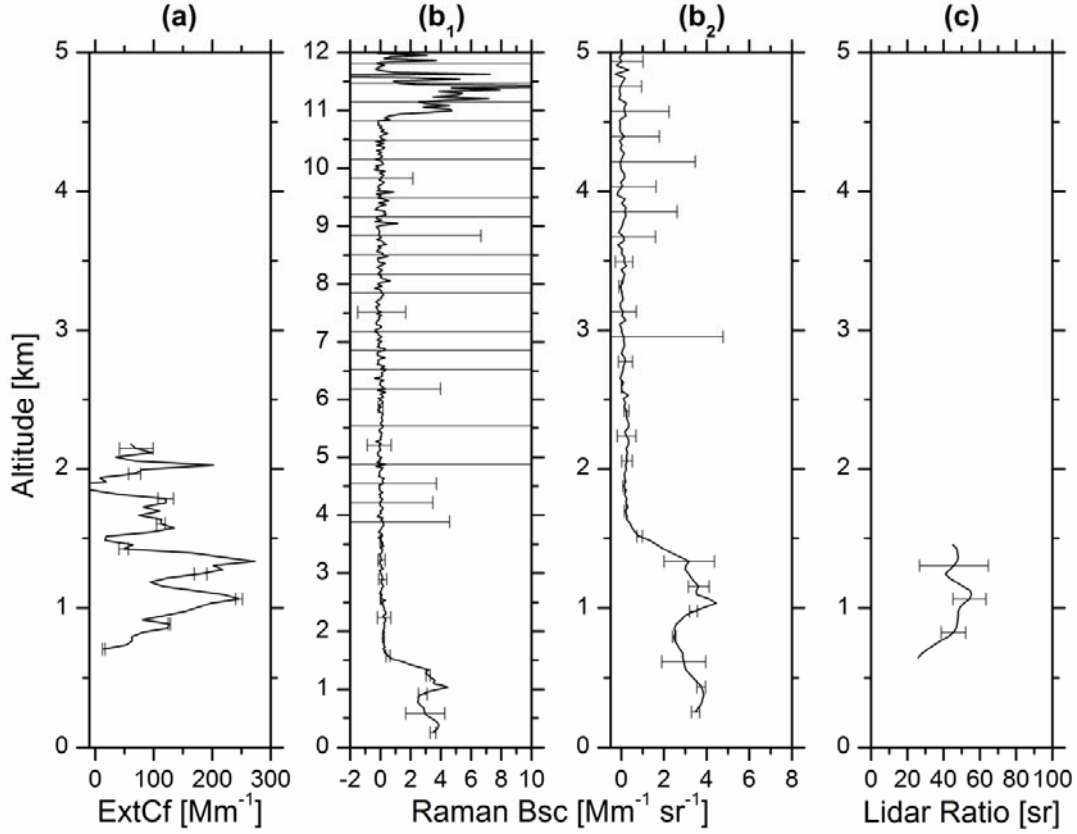 (a)
(b₁)
(b₂)
(c)
5
4
3
2
1
0
Altitude [km]
0 100 200 300
ExtCf [Mm⁻¹]
12
11
10
9
8
7
6
5
4
3
2
1
0
-2 0 2 4 6 8 10
5
4
3
2
1
0
0 2 4 6 8
Raman Bsc [Mm⁻¹ sr⁻¹]
5
4
3
2
1
0
0 20 40 60 80 100
Lidar Ratio [sr]